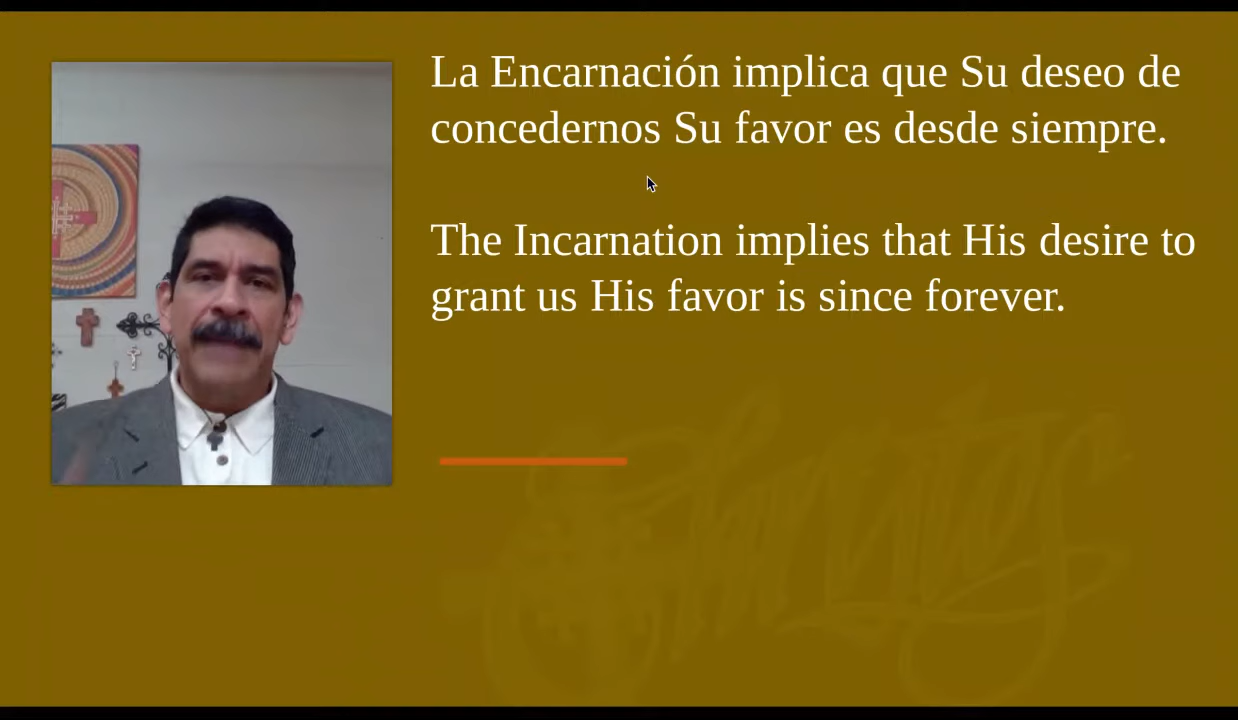 La Encarnación implica que Su deseo de
concedernos Su favor es desde siempre.
The Incarnation implies that His desire to
grant us His favor is since forever.